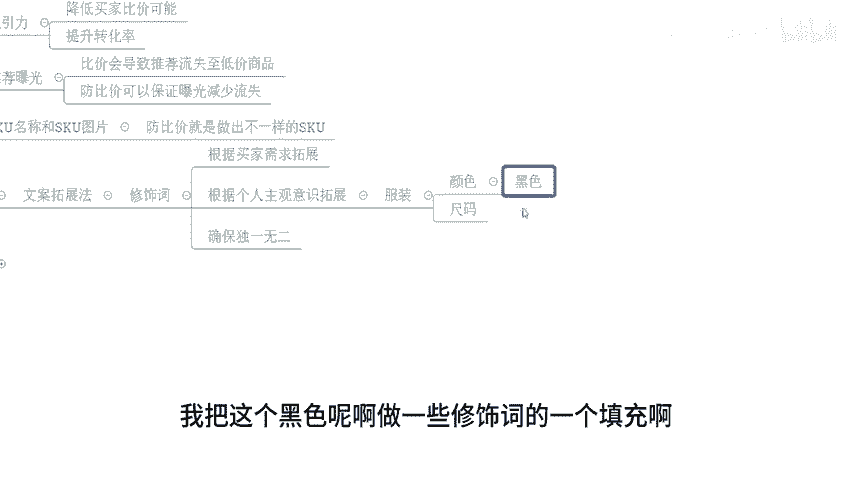 引力
降低买家比价可能
提升转化率
荐曝光
比价会导致推荐流失至低价商品
防比价可以保证曝光减少流失
KU名称和SKU图片
防比价就是做出不一样的SKU
文案拓展法
修饰词
根据买家需求拓展
根据个人主观意识拓展
服装
颜色
黑色
尺码
确保独一无二
我把这个黑色呢啊做一些修饰词的一个填充啊